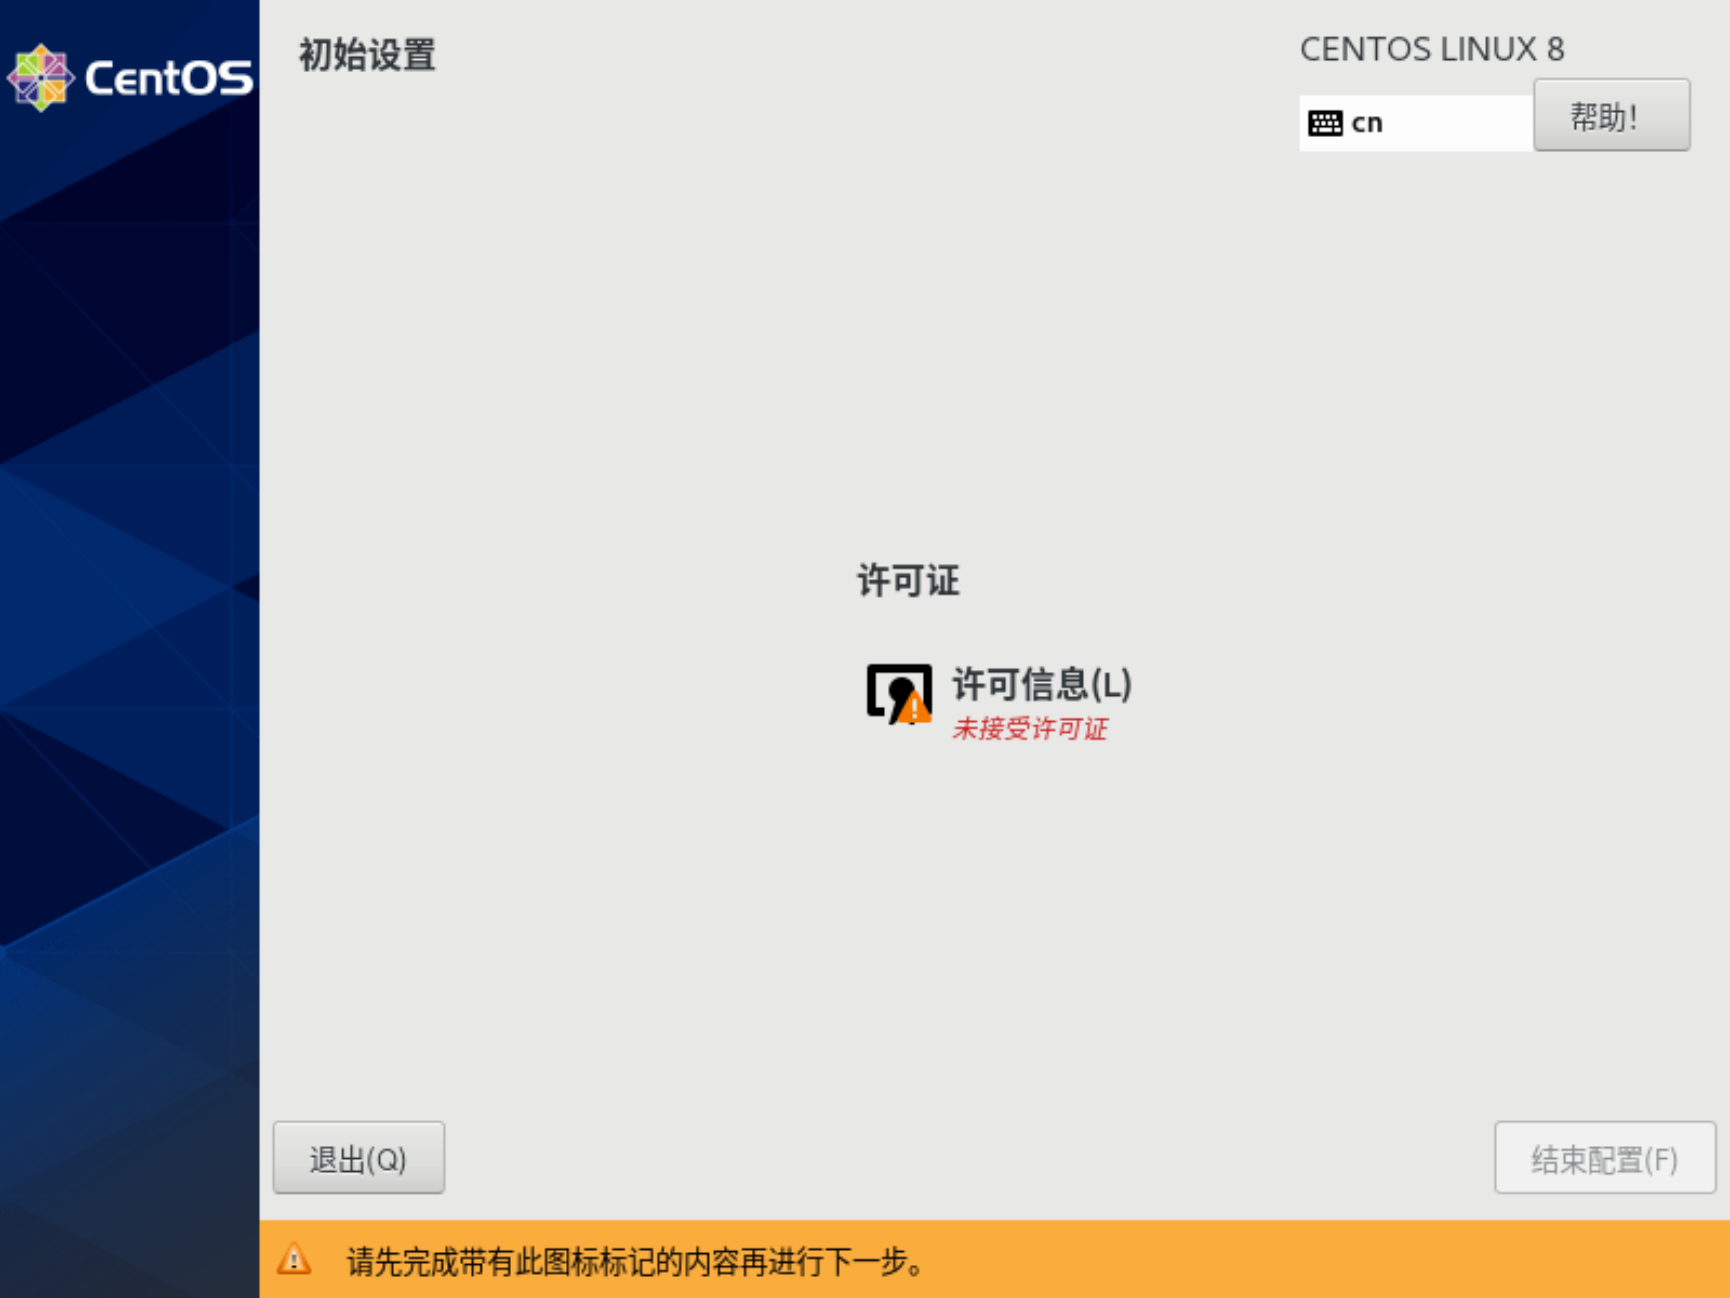 CentOS
初始设置
CENTOS LINUX 8
cn
帮助!
许可证
许可信息(L)
未接受许可证
退出(Q)
结束配置(F)
请先完成带有此图标标记的内容再进行下一步。